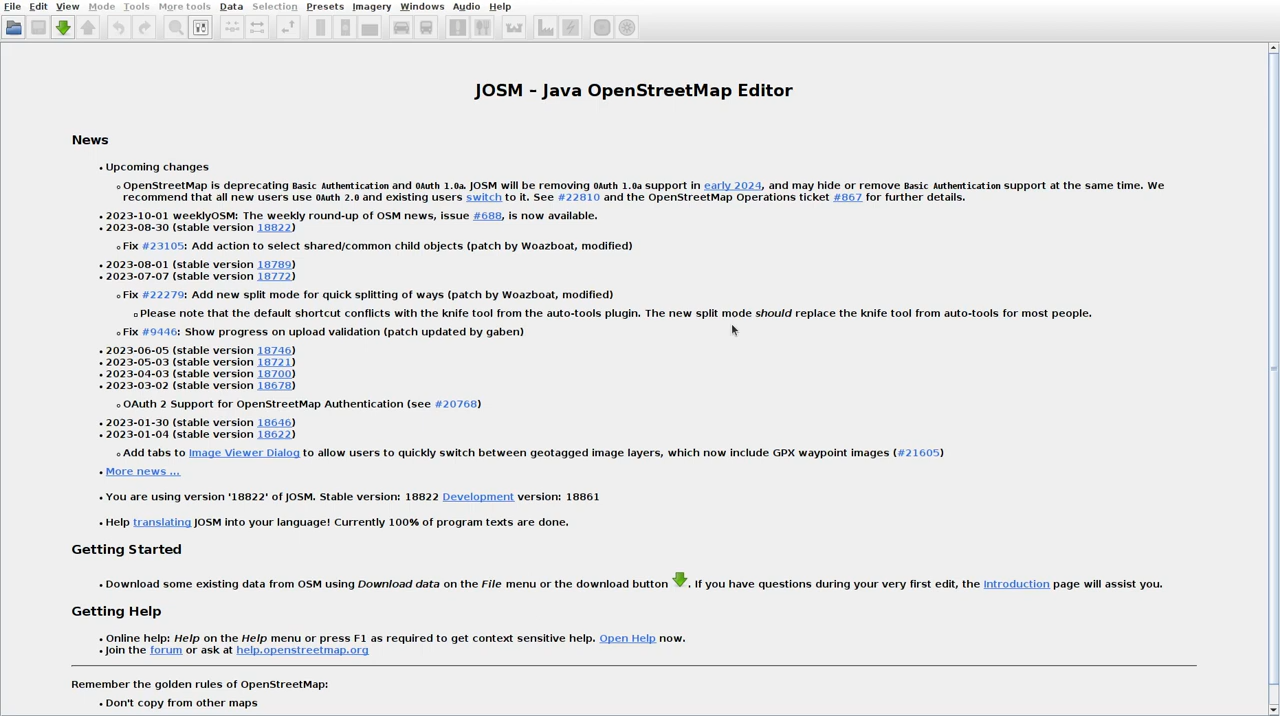 File Edit View Mode Tools More tools Data Selection Presets Imagery Windows Audio Help
JOSM – Java OpenStreetMap Editor
News
Upcoming changes
OpenStreetMap is deprecating Basic Authentication and OAuth 1.0a. JOSM will be removing OAuth 1.0a support in early 2024, and may hide or remove Basic Authentication support at the same time. We
recommend that all new users use OAuth 2.0 and existing users switch to it. See #22810 and the OpenStreetMap Operations ticket #867 for further details.
2023-10-01 weeklyOSM: The weekly round-up of OSM news, issue #688, is now available.
2023-08-30 (stable version 18822)
Fix #23105: Add action to select shared/common child objects (patch by Woazboat, modified)
2023-08-01 (stable version 18789)
2023-07-07 (stable version 18772)
Fix #22279: Add new split mode for quick splitting of ways (patch by Woazboat, modified)
Please note that the default shortcut conflicts with the knife tool from the auto-tools plugin. The new split mode should replace the knife tool from auto-tools for most people.
Fix #9446: Show progress on upload validation (patch updated by gaben)
2023-06-05 (stable version 18746)
2023-05-03 (stable version 18721)
2023-04-03 (stable version 18700)
2023-03-02 (stable version 18678)
OAuth 2 Support for OpenStreetMap Authentication (see #20768)
2023-01-30 (stable version 18646)
2023-01-04 (stable version 18622)
Add tabs to Image Viewer Dialog to allow users to quickly switch between geotagged image layers, which now include GPX waypoint images (#21605)
More news ...
You are using version '18822' of JOSM. Stable version: 18822 Development version: 18861
Help translating JOSM into your language! Currently 100% of program texts are done.
Getting Started
Download some existing data from OSM using Download data on the File menu or the download button . If you have questions during your very first edit, the Introduction page will assist you.
Getting Help
Online help: Help on the Help menu or press F1 as required to get context sensitive help. Open Help now.
Join the forum or ask at help.openstreetmap.org
Remember the golden rules of OpenStreetMap:
Don't copy from other maps